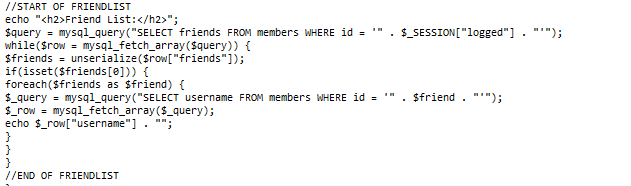 //START OF FRIENDLIST
echo "<h2>Friend List:</h2>";
$query = mysql_query("SELECT friends FROM members WHERE id = '" . $_SESSION["logged"] . "'");
while($row = mysql_fetch_array($query)) {
$friends = unserialize($row["friends"]);
if(isset($friends[0])) {
foreach($friends as $friend) {
$_query = mysql_query("SELECT username FROM members WHERE id = '" . $friend . "'");
$_row = mysql_fetch_array($_query);
echo $_row["username"] . "";
}
}
}
//END OF FRIENDLIST